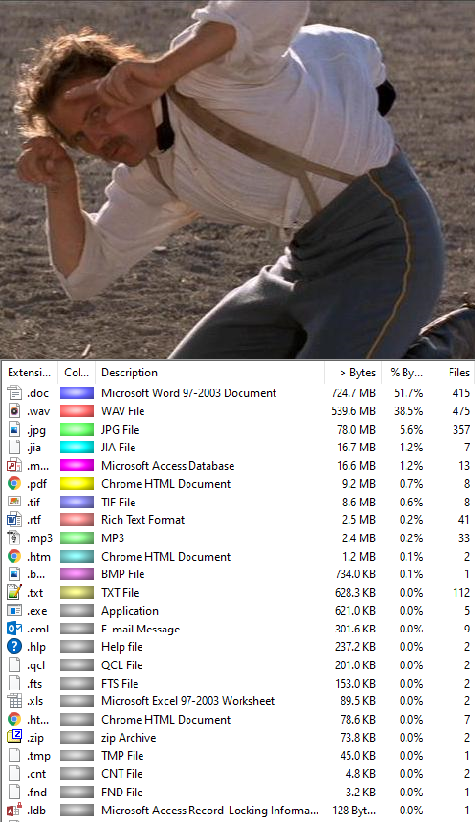 Extensi... Col... Description > Bytes % By... Files
.doc Microsoft Word 97-2003 Document 724.7 MB 51.7% 415
.wav WAV File 539.6 MB 38.5% 475
.jpg JPG File 78.0 MB 5.6% 357
.jia JIA File 16.7 MB 1.2% 7
.m... Microsoft Access Database 16.6 MB 1.2% 13
.pdf Chrome HTML Document 9.2 MB 0.7% 8
.tif TIF File 8.6 MB 0.6% 8
.rtf Rich Text Format 2.5 MB 0.2% 41
.mp3 MP3 2.4 MB 0.2% 33
.htm Chrome HTML Document 1.2 MB 0.1% 2
.b... BMP File 734.0 KB 0.1% 1
.txt TXT File 628.3 KB 0.0% 112
.exe Application 621.0 KB 0.0% 5
.eml E-mail Message 301.6 KB 0.0% 9
.hlp Help file 237.2 KB 0.0% 2
.qcl QCL File 201.0 KB 0.0% 2
.fts FTS File 153.0 KB 0.0% 2
.xls Microsoft Excel 97-2003 Worksheet 89.5 KB 0.0% 2
.ht... Chrome HTML Document 78.6 KB 0.0% 7
.zip zip Archive 73.8 KB 0.0% 2
.tmp TMP File 45.0 KB 0.0% 1
.cnt CNT File 4.8 KB 0.0% 2
.fnd FND File 3.2 KB 0.0% 1
.ldb Microsoft Access Record-Locking Informa... 128 Byt... 0.0% 2